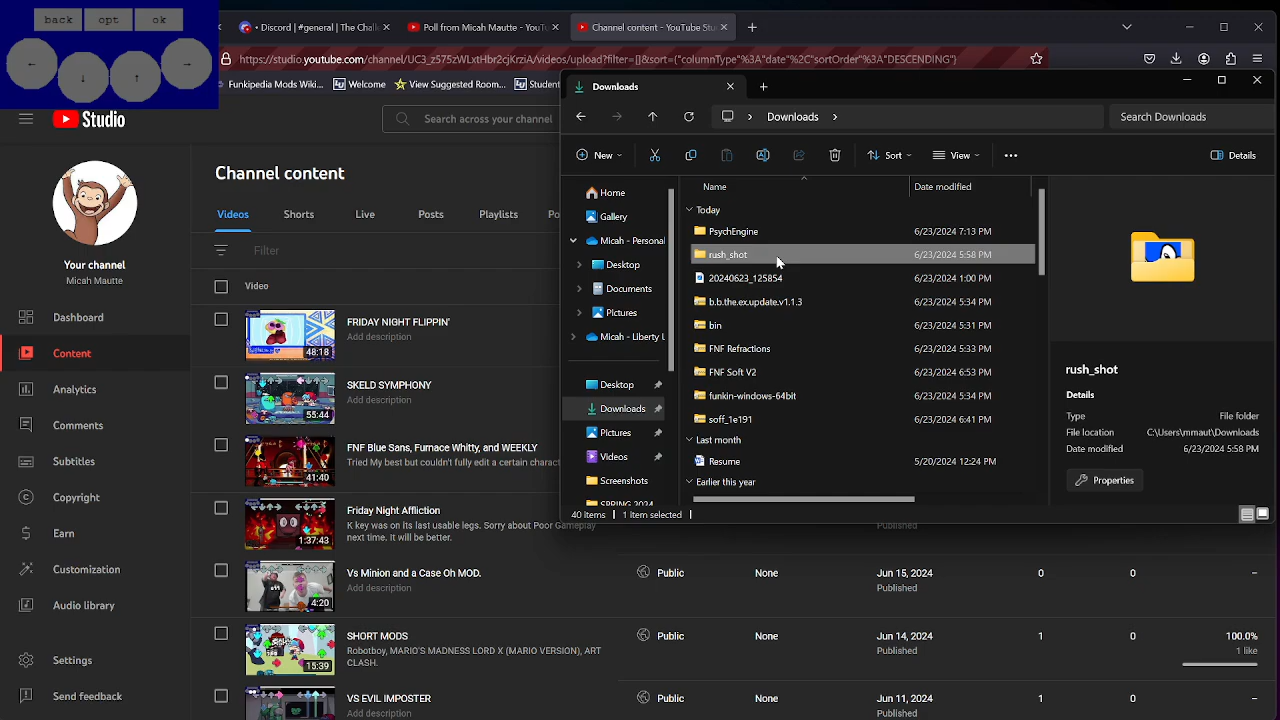 back opt ok
← ↓ ↑ →
Discord | #general | The Challe
Poll from Micah Mautte - YouTu
Channel content - YouTube Stu
https://studio.youtube.com/channel/UC3_z575zWLxtHbr2cjKrziA/videos/upload?filter=[]&sort={"columnType"%3A"date"%2C"sortOrder"%3A"DESCENDING"}
Funkipedia Mods Wiki...
Welcome
View Suggested Room...
Student
Studio
Search across your channel
Your channel
Micah Mautte
Dashboard
Content
Analytics
Comments
Subtitles
Copyright
Earn
Customization
Audio library
Settings
Send feedback
Channel content
Videos Shorts Live Posts Playlists Po
Filter
Video
FRIDAY NIGHT FLIPPIN'
Add description
48:18
SKELD SYMPHONY
Add description
55:44
FNF Blue Sans, Furnace Whitty, and WEEKLY
Tried My best but couldn't fully edit a certain charac
41:40
Friday Night Affliction
K key was on its last usable legs. Sorry about Poor Gameplay
next time. It will be better.
1:37:43
Vs Minion and a Case Oh MOD.
Add description
4:20
Public None Jun 15, 2024 0 0 –
Published
SHORT MODS
Robotboy, MARIO'S MADNESS LORD X (MARIO VERSION), ART
CLASH.
15:39
Public None Jun 14, 2024 1 0 100.0%
Published
1 like
VS EVIL IMPOSTER
Add description
Public None Jun 11, 2024 0 0 –
Published
Downloads
Downloads
Search Downloads
New Sort View Details
Home
Gallery
Micah - Personal
Desktop
Documents
Pictures
Micah - Liberty U
Desktop
Downloads
Pictures
Videos
Screenshots
SPRING 2024
Name Date modified
Today
PsychEngine 6/23/2024 7:13 PM
rush_shot 6/23/2024 5:58 PM
20240623_125854 6/23/2024 1:00 PM
b.b.the.ex.update.v1.1.3 6/23/2024 5:34 PM
bin 6/23/2024 5:31 PM
FNF Refractions 6/23/2024 5:33 PM
FNF Soft V2 6/23/2024 6:53 PM
funkin-windows-64bit 6/23/2024 5:34 PM
soff_1e191 6/23/2024 6:41 PM
Last month
Resume 5/20/2024 12:24 PM
Earlier this year
40 items 1 item selected
rush_shot
Details
Type File folder
File location C:\Users\mmaut\Downloads
Date modified 6/23/2024 5:58 PM
Properties